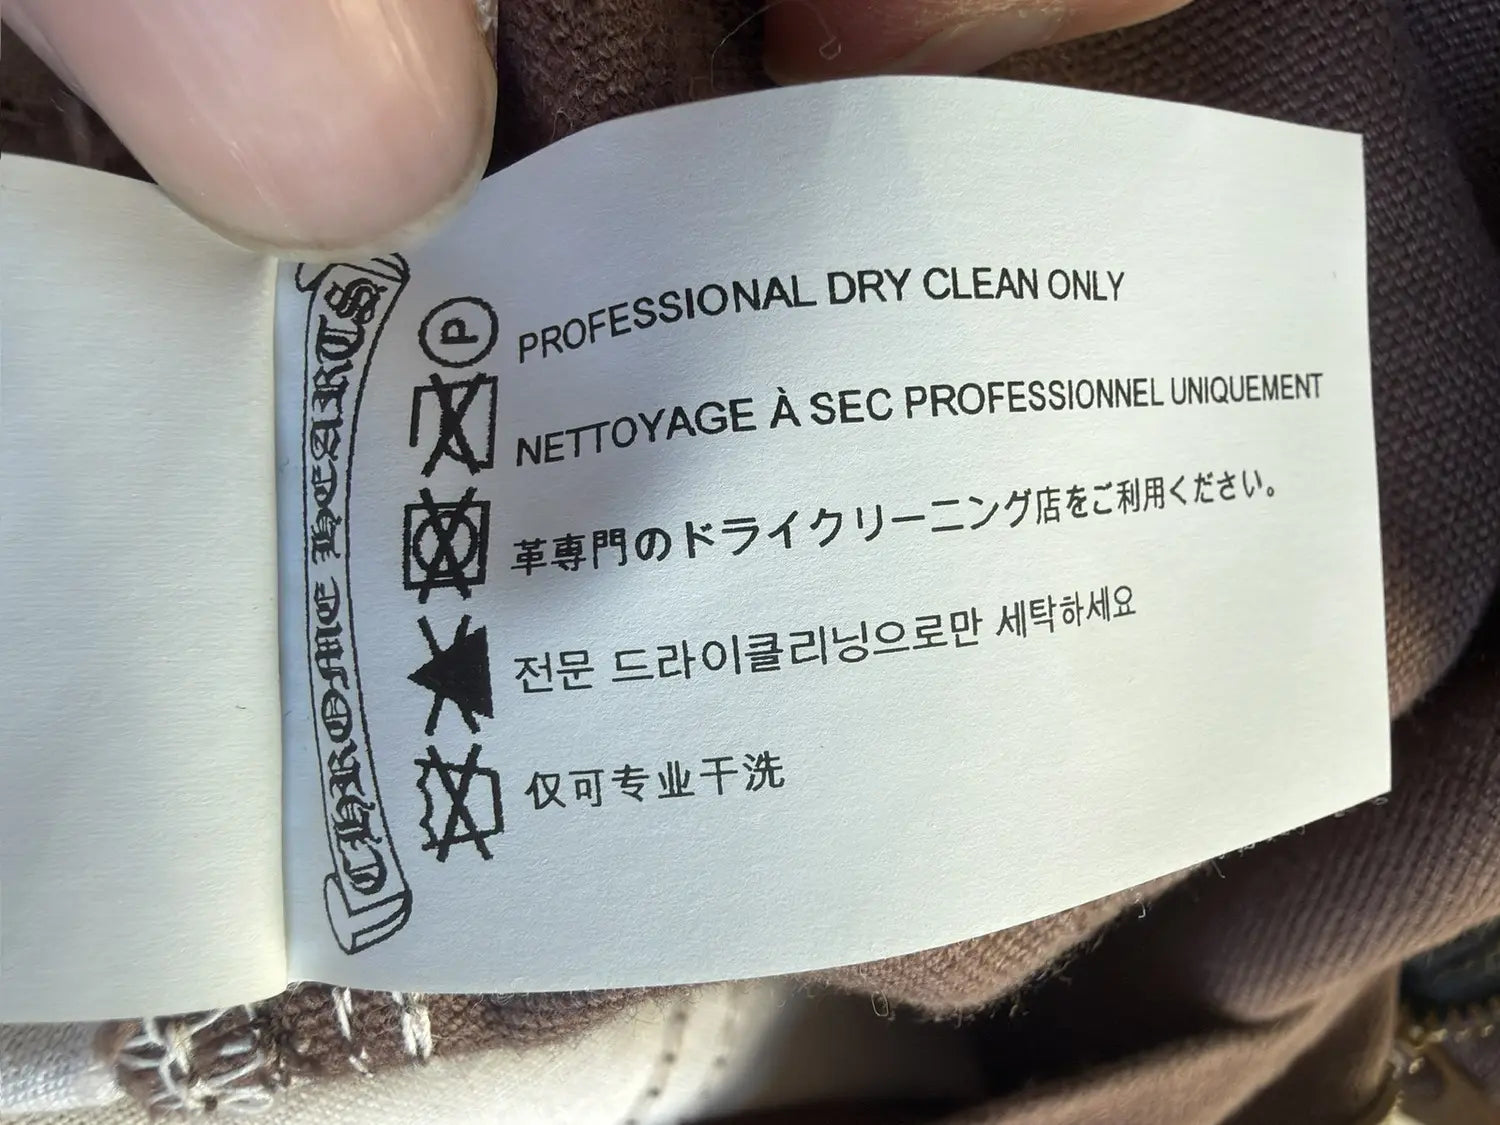 CHROME HEARTS
P
PROFESSIONAL DRY CLEAN ONLY
NETTOYAGE À SEC PROFESSIONNEL UNIQUEMENT
革専門のドライクリーニング店をご利用ください。
전문 드라이클리닝으로만 세탁하세요
仅可专业干洗